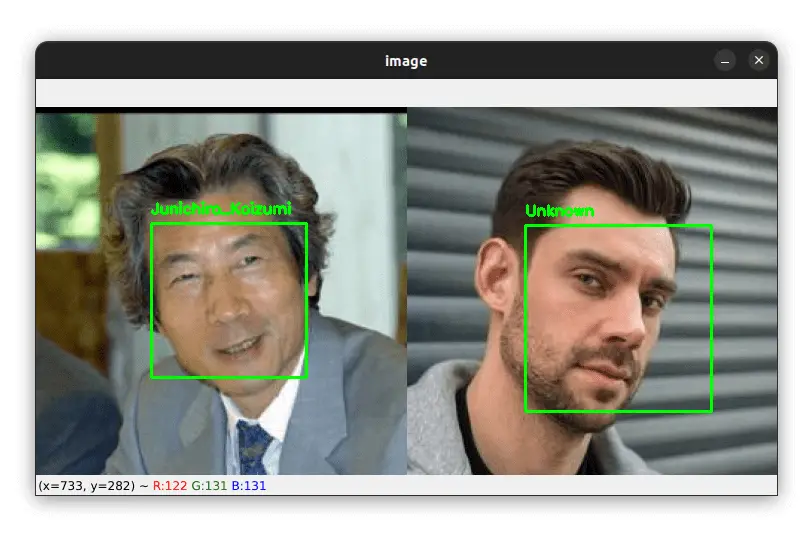 image
Junichiro_Koizumi
Unknown
(x=733, y=282) ~ R:122 G:131 B:131